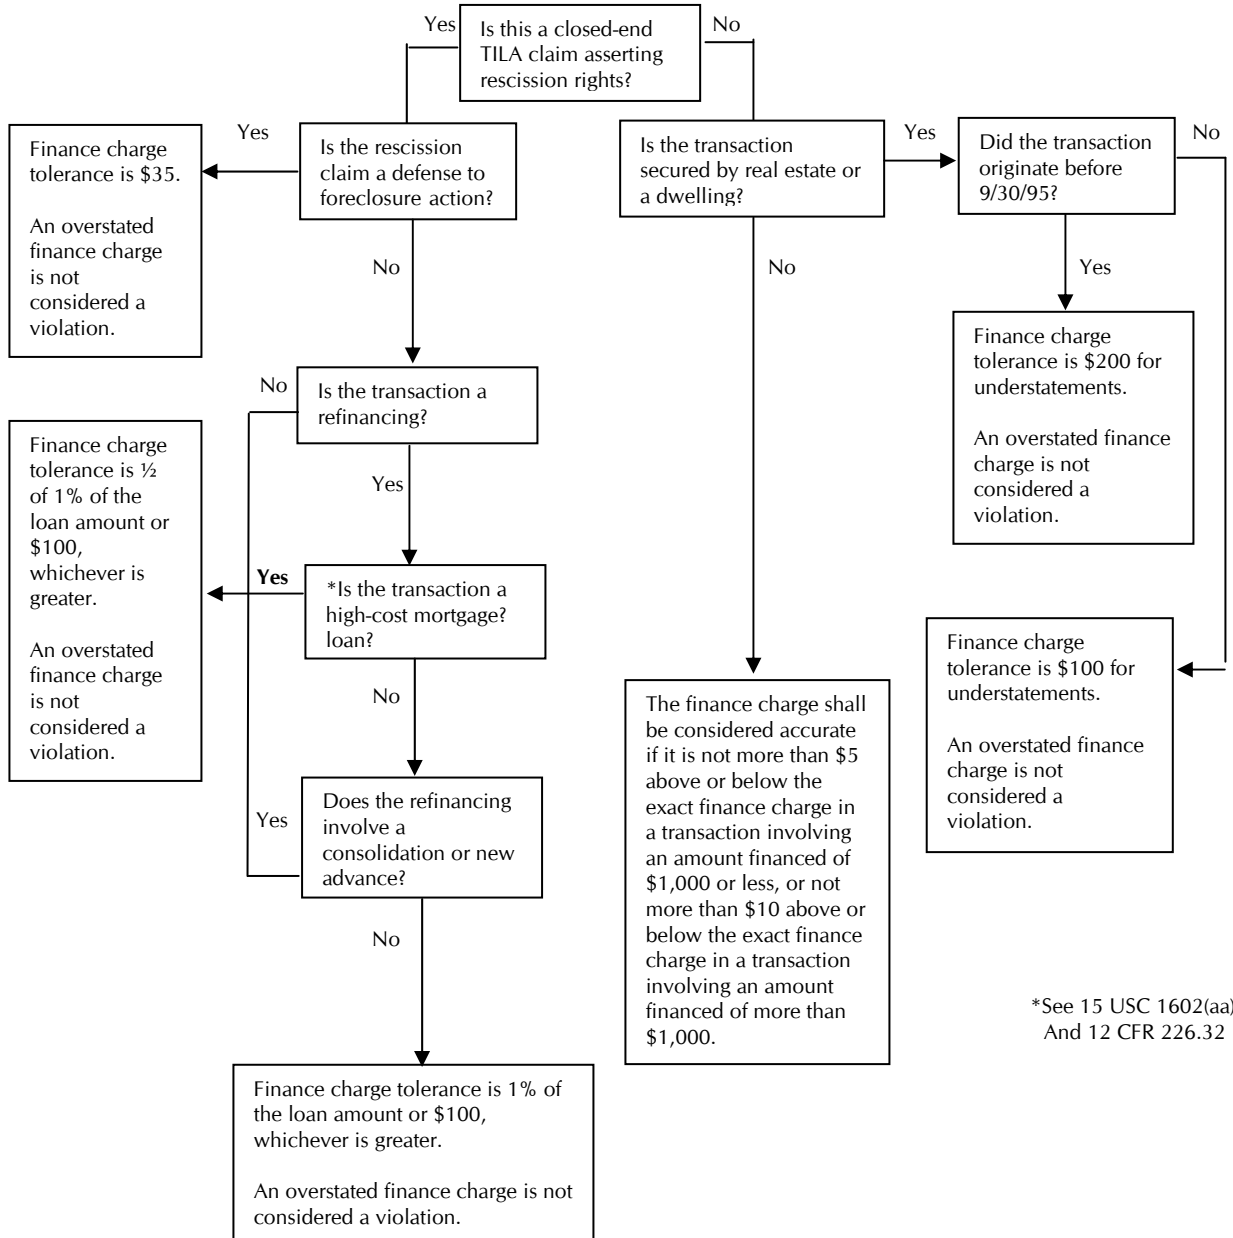 Yes
Is this a closed-end
TILA claim asserting
rescission rights?
No
Finance charge
tolerance is $35.
An overstated
finance charge
is not
considered a
violation.
Yes
Is the rescission
claim a defense to
foreclosure action?
No
Is the transaction
secured by real estate or
a dwelling?
Yes
No
Did the transaction
originate before
9/30/95?
No
Yes
Finance charge
tolerance is $200 for
understatements.
An overstated finance
charge is not
considered a
violation.
No
Is the transaction a
refinancing?
Yes
Finance charge
tolerance is ½
of 1% of the
loan amount or
$100,
whichever is
greater.
An overstated
finance charge
is not
considered a
violation.
Yes
*Is the transaction a
high-cost mortgage?
loan?
No
Finance charge
tolerance is $100 for
understatements.
An overstated finance
charge is not
considered a
violation.
The finance charge shall
be considered accurate
if it is not more than $5
above or below the
exact finance charge in
a transaction involving
an amount financed of
$1,000 or less, or not
more than $10 above or
below the exact finance
charge in a transaction
involving an amount
financed of more than
$1,000.
Yes
Does the refinancing
involve a
consolidation or new
advance?
No
*See 15 USC 1602(aa)
And 12 CFR 226.32
Finance charge tolerance is 1% of
the loan amount or $100,
whichever is greater.
An overstated finance charge is not
considered a violation.